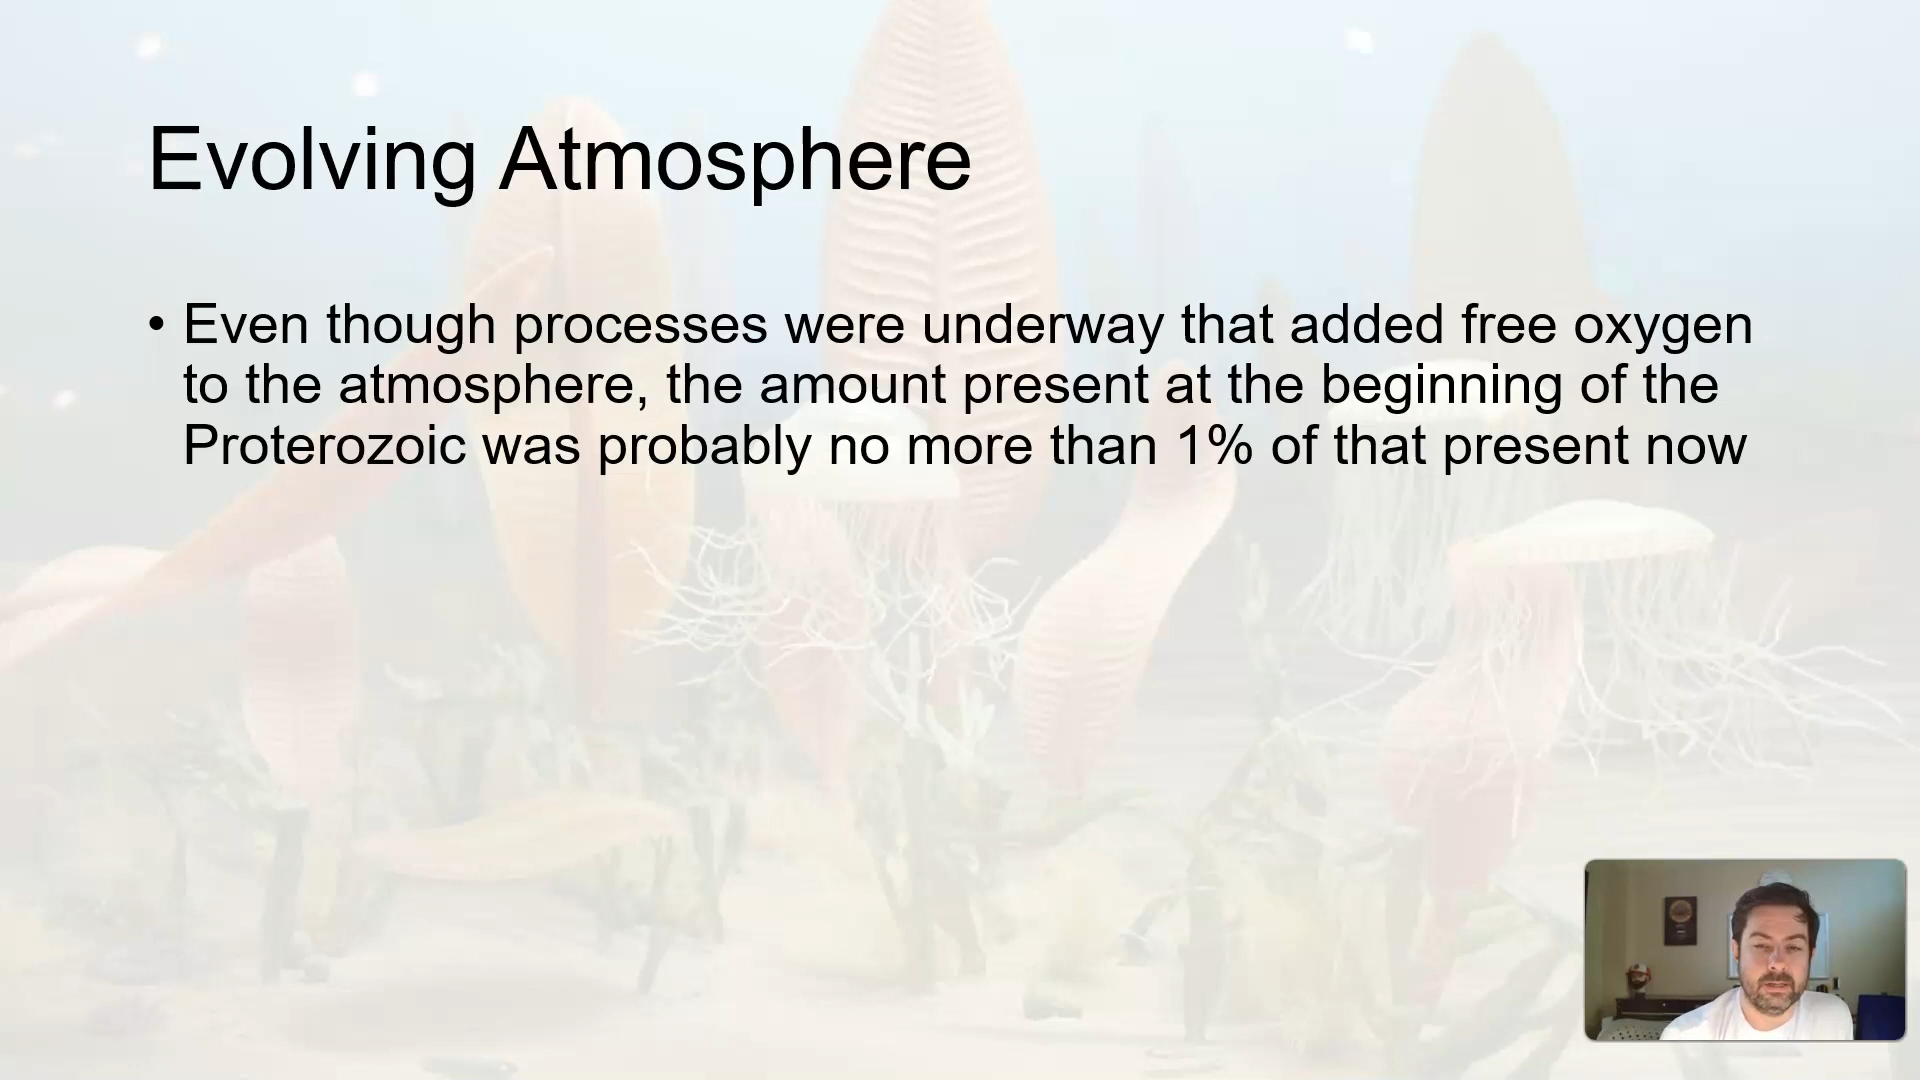 Evolving Atmosphere
• Even though processes were underway that added free oxygen
to the atmosphere, the amount present at the beginning of the
Proterozoic was probably no more than 1% of that present now